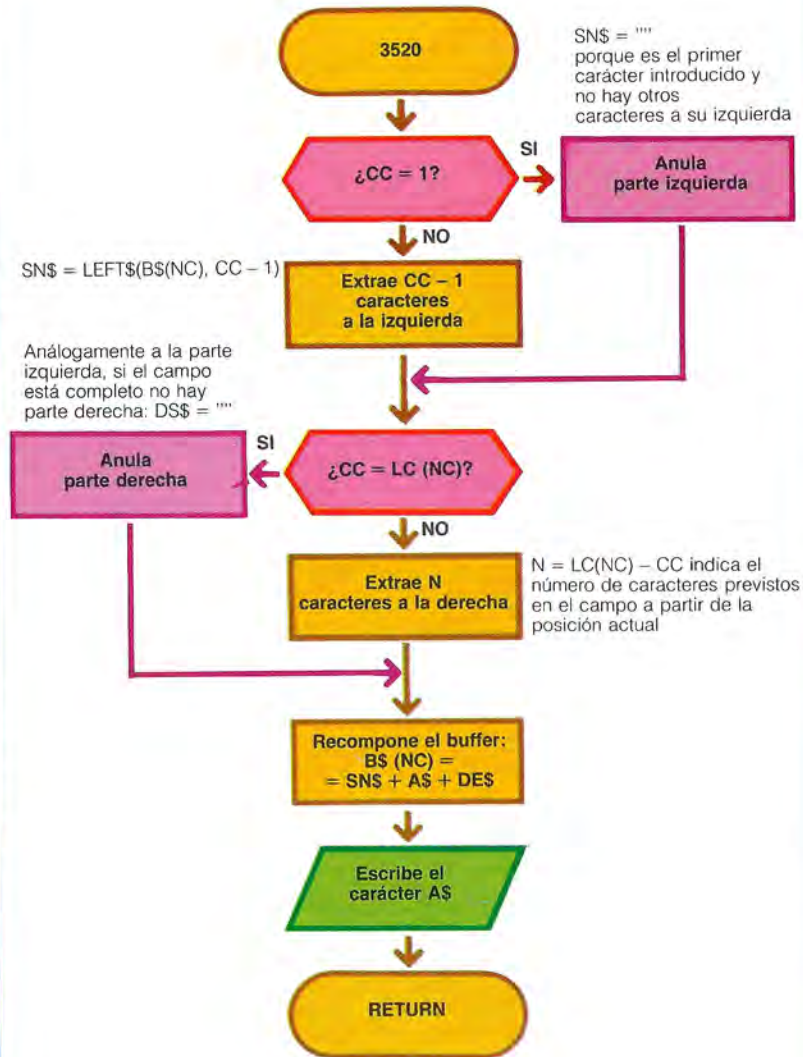 3520
SN$ = ""
porque es el primer
carácter introducido y
no hay otros
caracteres a su izquierda
¿CC = 1?
SI
Anula
parte izquierda
NO
SN$ = LEFT$(B$(NC), CC – 1)
Extrae CC – 1
caracteres
a la izquierda
Análogamente a la parte
izquierda, si el campo
está completo no hay
parte derecha: DS$ = ""
SI
Anula
parte derecha
¿CC = LC (NC)?
NO
Extrae N
caracteres a la derecha
N = LC(NC) – CC indica el
número de caracteres previstos
en el campo a partir de la
posición actual
Recompone el buffer:
B$ (NC) =
= SN$ + A$ + DE$
Escribe el
carácter A$
RETURN